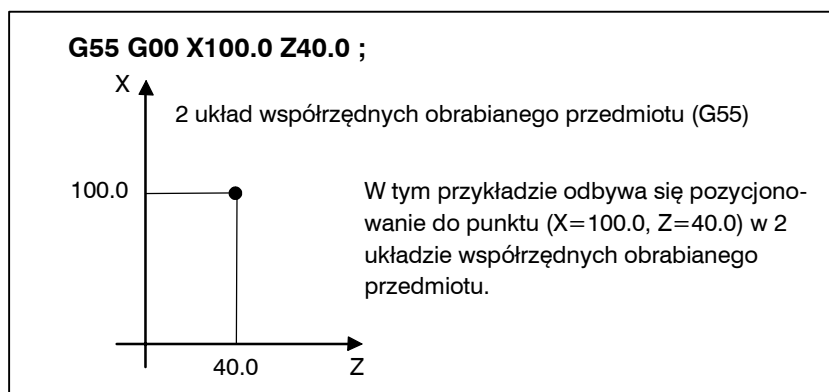 G55 G00 X100.0 Z40.0 ;
X
2 układ współrzędnych obrabianego przedmiotu (G55)
100.0
W tym przykładzie odbywa się pozycjono-
wanie do punktu (X=100.0, Z=40.0) w 2
układzie współrzędnych obrabianego
przedmiotu.
40.0
Z